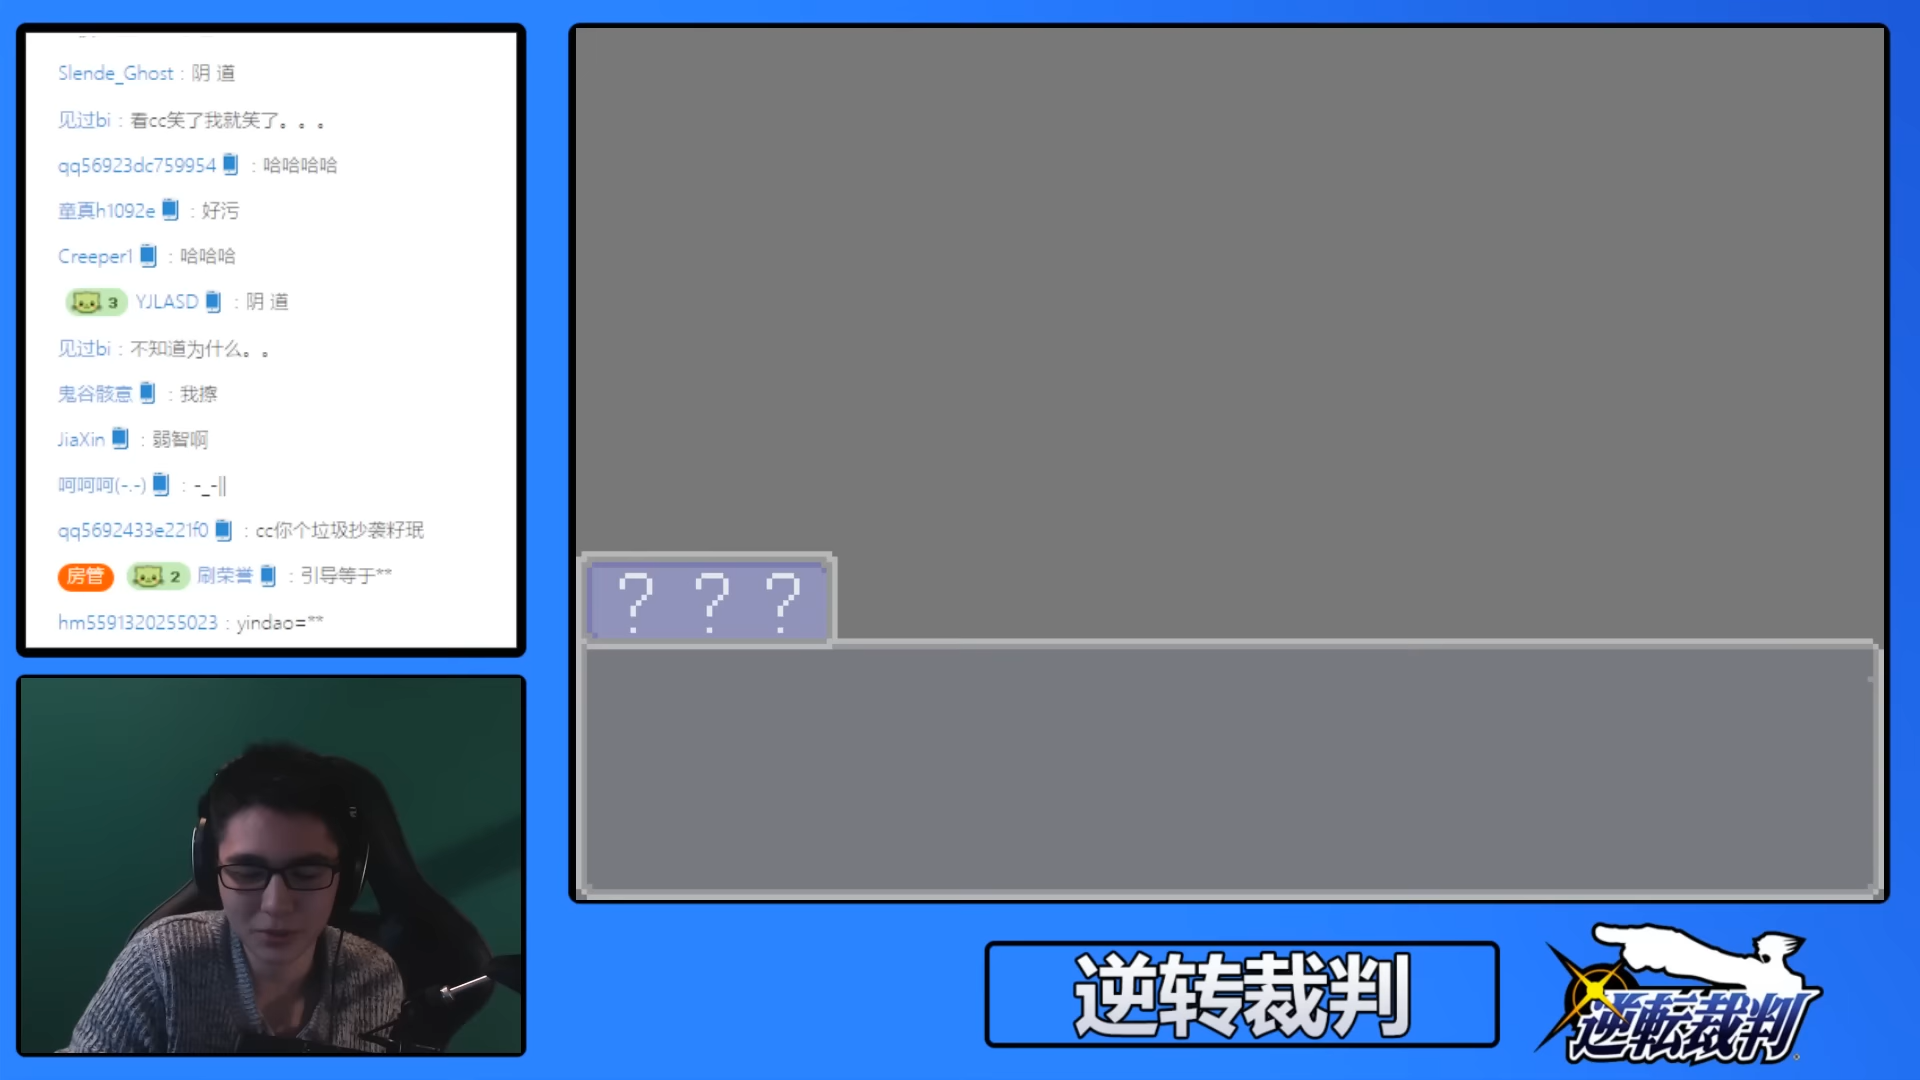 Slende_Ghost : 阴 道
见过bi : 看cc笑了我就笑了。。。
qq56923dc759954 : 哈哈哈哈
童真h1092e : 好污
Creeper1 : 哈哈哈
3 YJLASD : 阴 道
见过bi : 不知道为什么。。
鬼谷骸意 : 我擦
JiaXin : 弱智啊
呵呵呵(-.-) : -_-||
qq5692433e221f0 : cc你个垃圾抄袭籽珉
房管 2 刷荣誉 : 引导等于**
hm5591320255023 : yindao=**
？？？
逆转裁判
逆転裁判